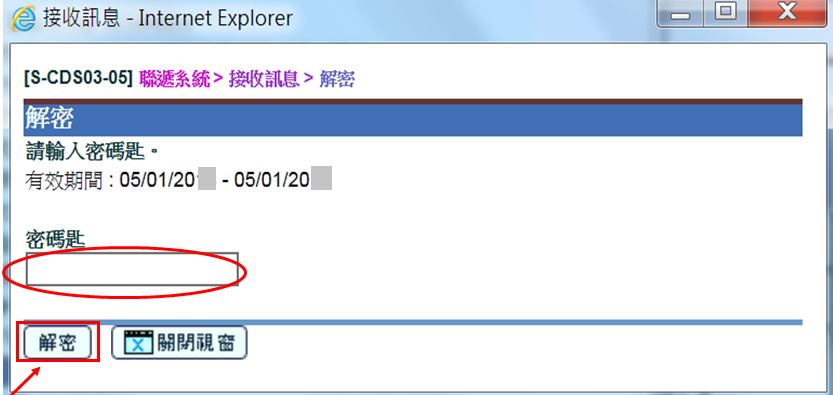 接收訊息 - Internet Explorer
[S-CDS03-05] 聯遞系統 > 接收訊息 > 解密
解密
請輸入密碼匙。
有效期間 : 05/01/20 - 05/01/20
密碼匙
解密 關閉視窗